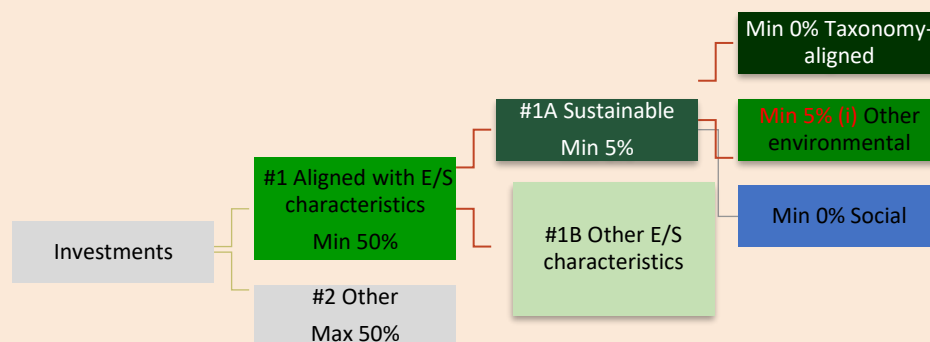 Min 0% Taxonomy-
aligned
#1A Sustainable
Min 5%
Min 5% (i) Other
environmental
#1 Aligned with E/S
characteristics
Min 50%
Min 0% Social
#1B Other E/S
characteristics
Investments
#2 Other
Max 50%